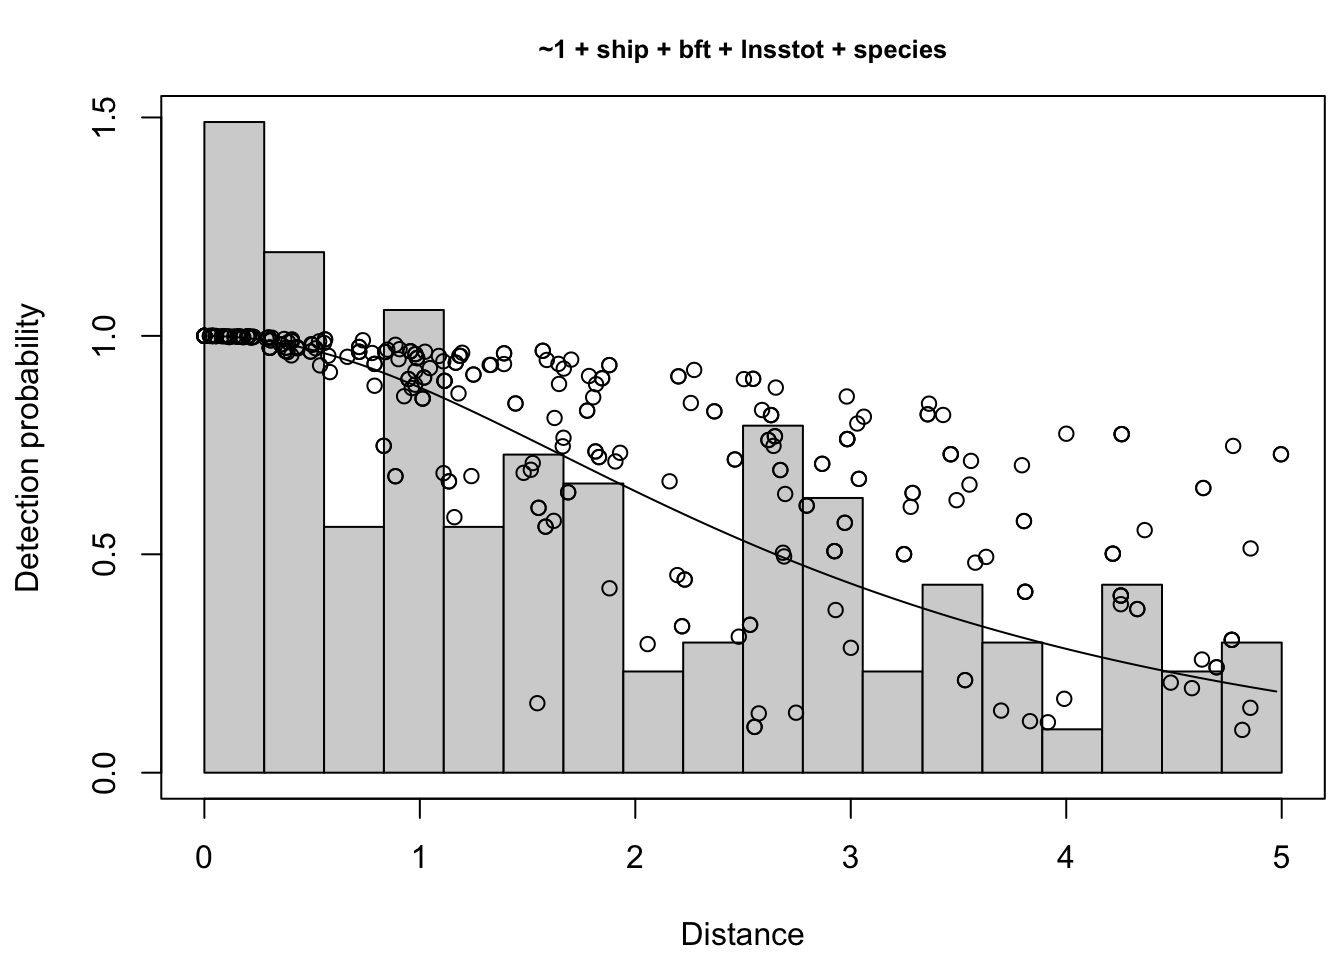 ~1 + ship + bft + lnsstot + species
1.5
1.0
0.5
0.0
Detection probability
0 1 2 3 4 5
Distance